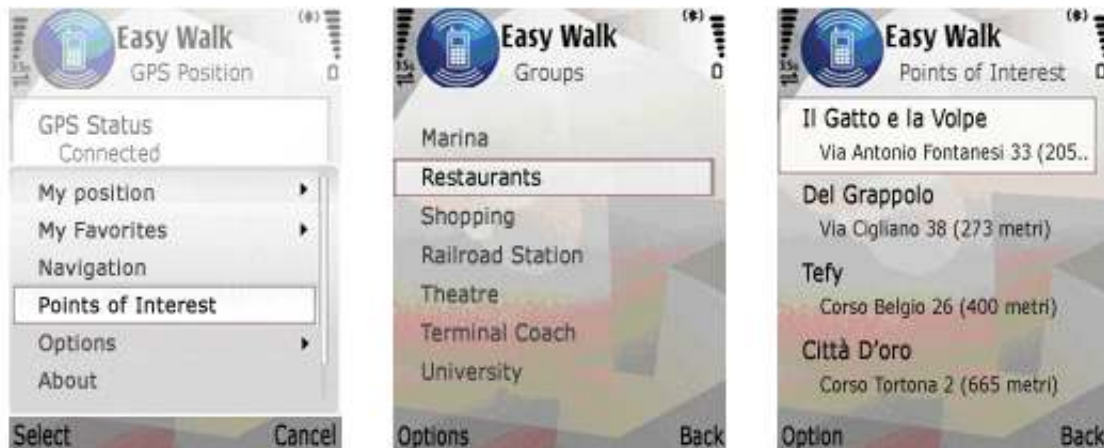 Easy Walk
GPS Position
GPS Status
Connected
My position
My Favorites
Navigation
Points of Interest
Options
About
Select Cancel
Easy Walk
Groups
Marina
Restaurants
Shopping
Railroad Station
Theatre
Terminal Coach
University
Options Back
Easy Walk
Points of Interest
Il Gatto e la Volpe
Via Antonio Fontanesi 33 (205..
Del Grappolo
Via Cigliano 38 (273 metri)
Tefy
Corso Belgio 26 (400 metri)
Città D'oro
Corso Tortona 2 (665 metri)
Option Back